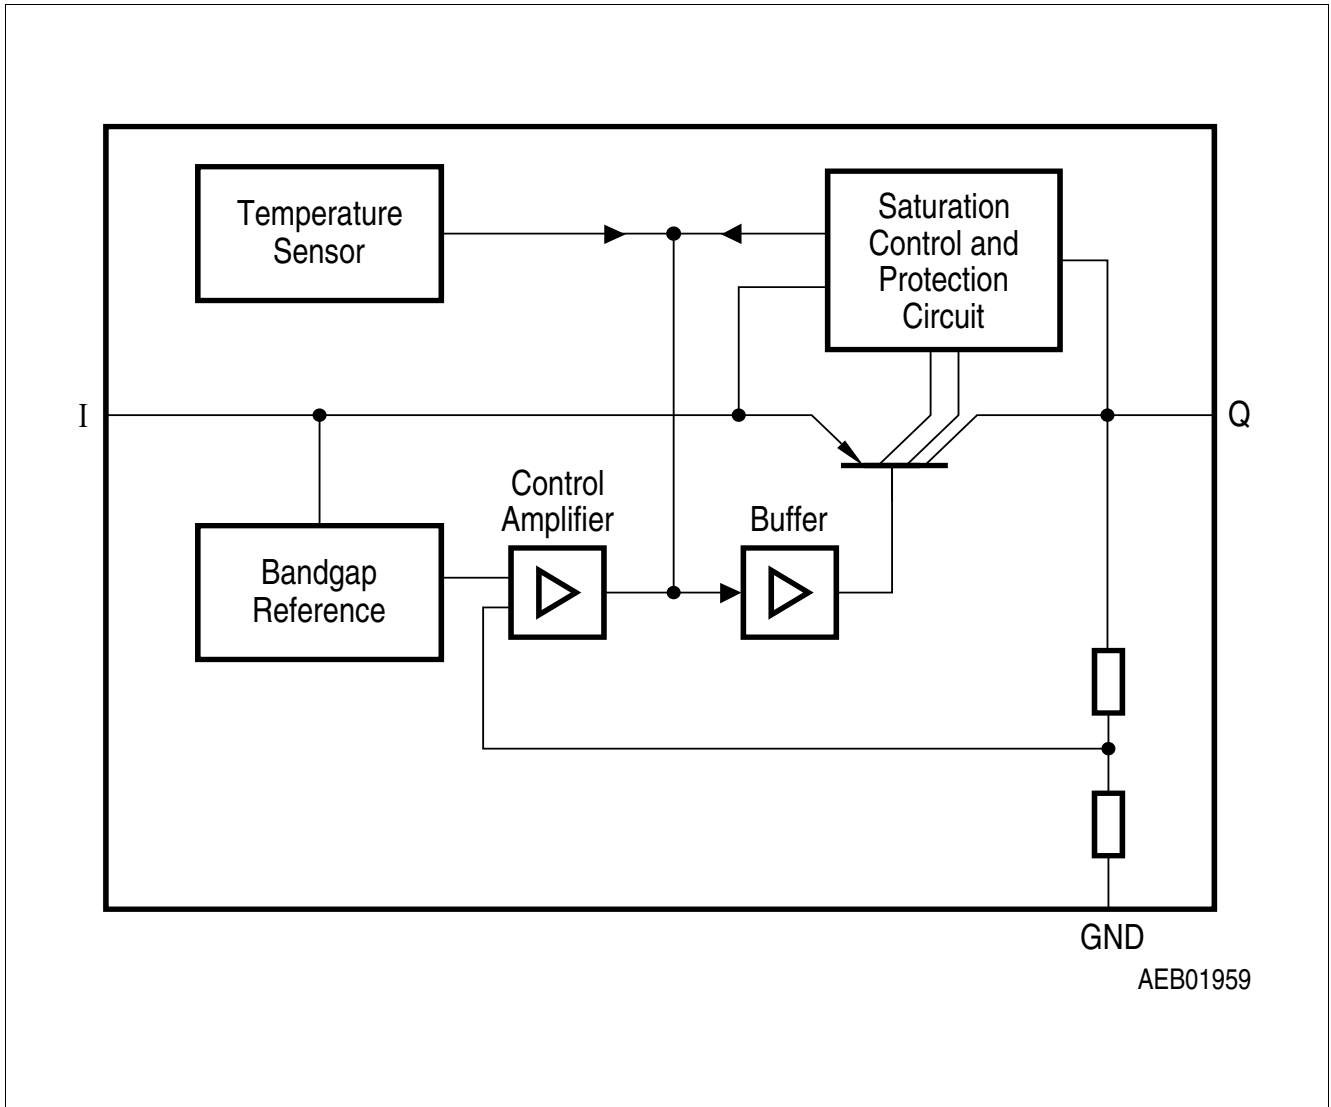 Temperature
Sensor
Saturation
Control and
Protection
Circuit
I
Q
Control
Amplifier
Buffer
Bandgap
Reference
GND
AEB01959